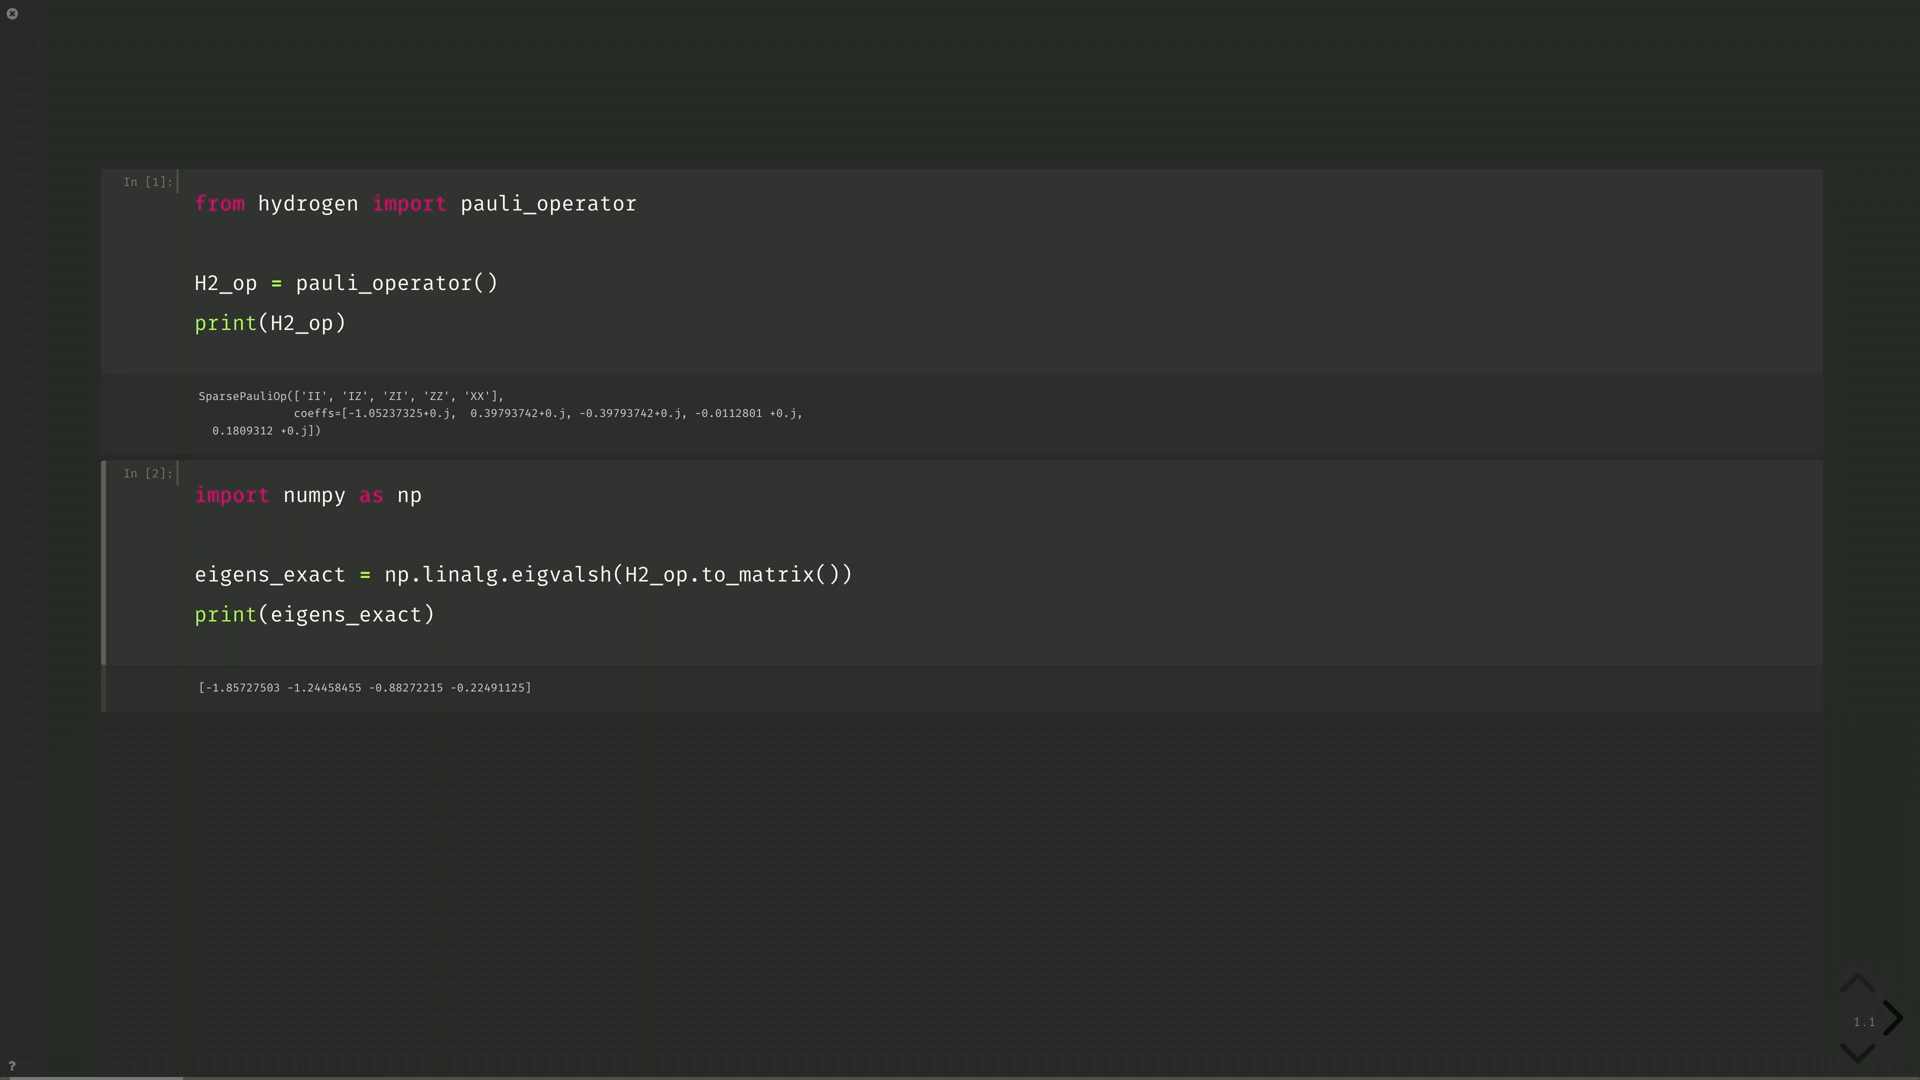 In [1]:
from hydrogen import pauli_operator
H2_op = pauli_operator()
print(H2_op)
SparsePauliOp(['II', 'IZ', 'ZI', 'ZZ', 'XX'],
coeffs=[-1.05237325+0.j,  0.39793742+0.j, -0.39793742+0.j, -0.0112801 +0.j,
0.1809312 +0.j])
In [2]:
import numpy as np
eigens_exact = np.linalg.eigvalsh(H2_op.to_matrix())
print(eigens_exact)
[-1.85727503 -1.24458455 -0.88272215 -0.22491125]
1.1
?